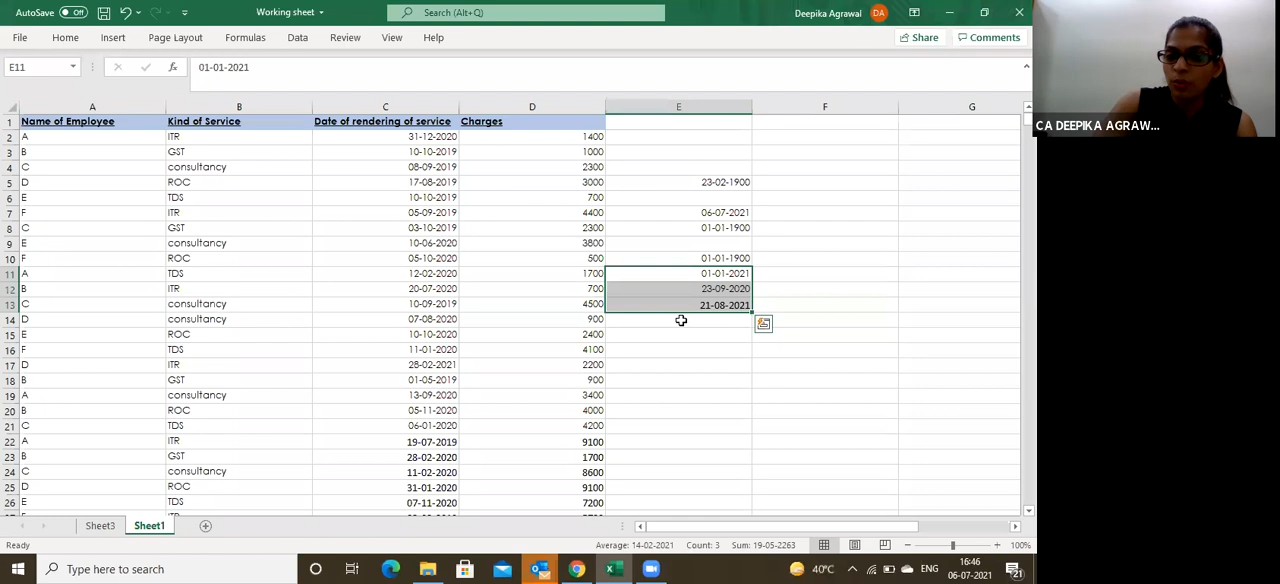 AutoSave Off Working sheet Search (Alt+Q) Deepika Agrawal DA
File Home Insert Page Layout Formulas Data Review View Help Share Comments
E11 fx 01-01-2021
A B C D E F G
1 Name of Employee Kind of Service Date of rendering of service Charges
2 A ITR 31-12-2020 1400
3 B GST 10-10-2019 1000
4 C consultancy 08-09-2019 2300
5 D ROC 17-08-2019 3000 23-02-1900
6 E TDS 10-10-2019 700
7 F ITR 05-09-2019 4400 06-07-2021
8 C GST 03-10-2019 2300 01-01-1900
9 E consultancy 10-06-2020 3800
10 F ROC 05-10-2020 500 01-01-1900
11 A TDS 12-02-2020 1700 01-01-2021
12 B ITR 20-07-2020 700 23-09-2020
13 C consultancy 10-09-2019 4500 21-08-2021
14 D consultancy 07-08-2020 900
15 E ROC 10-10-2020 2400
16 F TDS 11-01-2020 4100
17 D ITR 28-02-2021 2200
18 B GST 01-05-2019 900
19 A consultancy 13-09-2020 3400
20 B ROC 05-11-2020 4000
21 C TDS 06-01-2020 4200
22 A ITR 19-07-2019 9100
23 B GST 28-02-2020 1700
24 C consultancy 11-02-2020 8600
25 D ROC 31-01-2020 9100
26 E TDS 07-11-2020 7200
Sheet3 Sheet1
Ready Average: 14-02-2021 Count: 3 Sum: 19-05-2263 100%
Type here to search 40°C ENG 16:46
06-07-2021 21
CA DEEPIKA AGRAW...